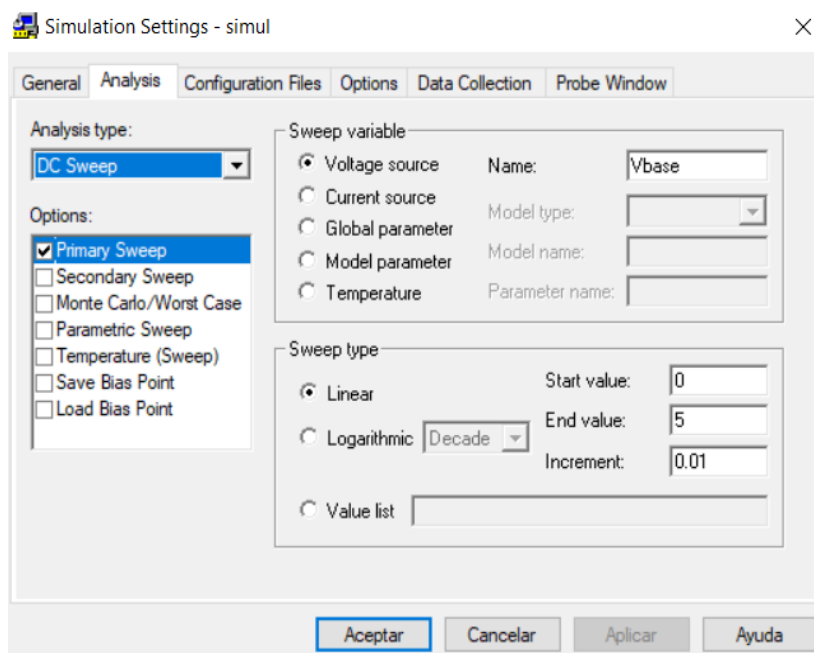 Simulation Settings - simul
General Analysis Configuration Files Options Data Collection Probe Window
Analysis type:
DC Sweep
Options:
Primary Sweep
Secondary Sweep
Monte Carlo/Worst Case
Parametric Sweep
Temperature (Sweep)
Save Bias Point
Load Bias Point
Sweep variable
Voltage source
Current source
Global parameter
Model parameter
Temperature
Name: Vbase
Model type:
Model name:
Parameter name:
Sweep type
Linear
Logarithmic Decade
Value list
Start value: 0
End value: 5
Increment: 0.01
Aceptar Cancelar Aplicar Ayuda